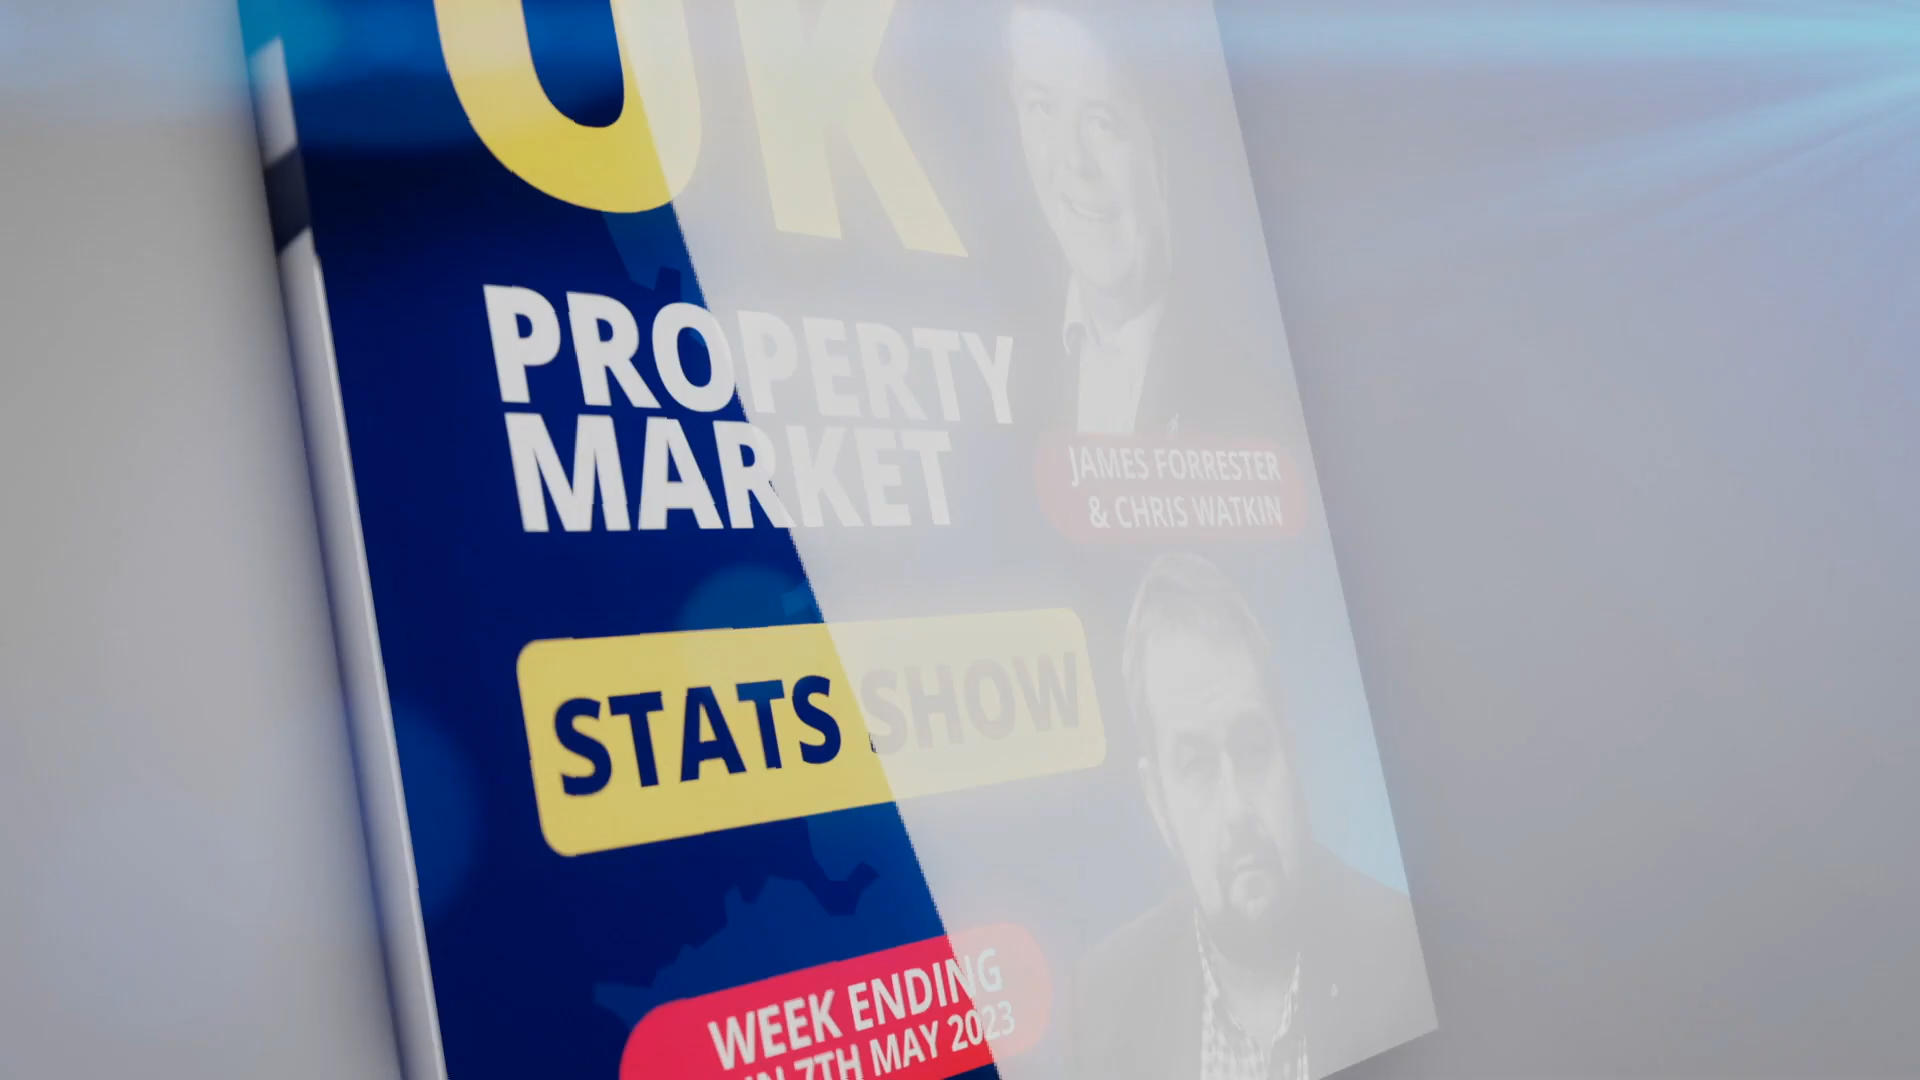 UK
PROPERTY
MARKET
JAMES FORRESTER
& CHRIS WATKIN
STATS SHOW
WEEK ENDING
7TH MAY 2023